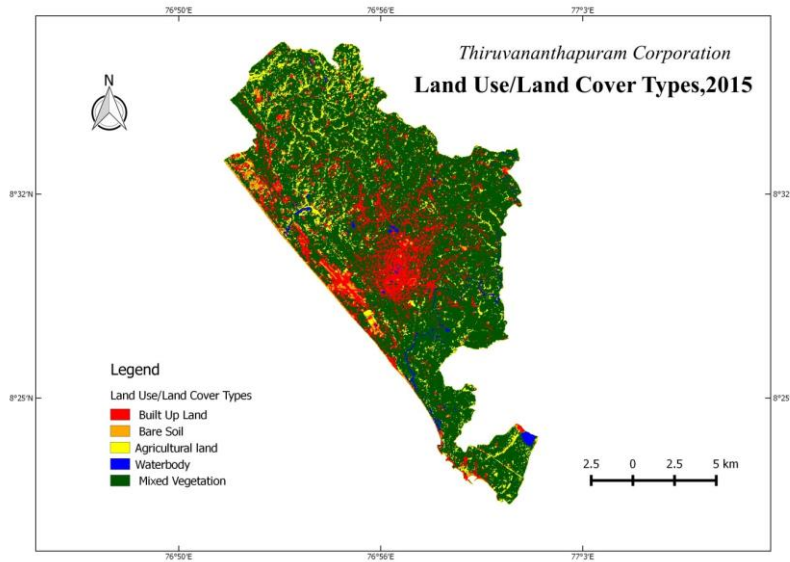 76°50'E 76°56'E 77°3'E
Thiruvananthapuram Corporation
Land Use/Land Cover Types,2015
N
8°32'N 8°32'
8°25'N 8°25'
Legend
Land Use/Land Cover Types
Built Up Land
Bare Soil
Agricultural land
Waterbody
Mixed Vegetation
2.5 0 2.5 5 km
76°50'E 76°56'E 77°3'E